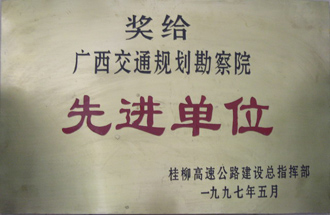 奖给
广西交通规划勘察院
先进单位
桂柳高速公路建设总指挥部
一九九七年五月